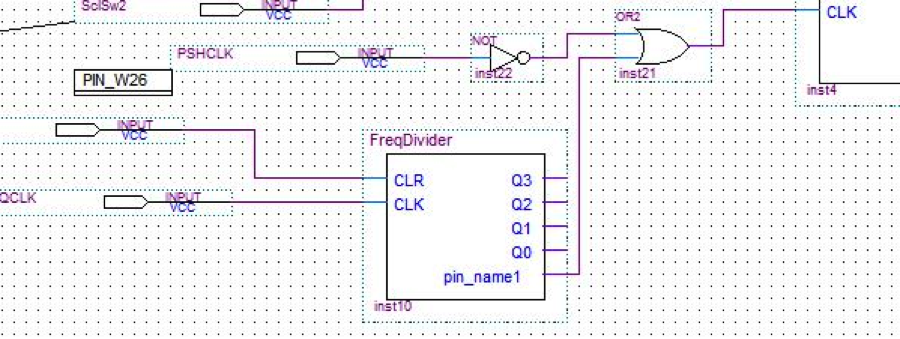 SclSw2
INPUT
VCC
OR2
CLK
PSHCLK
INPUT
VCC
NOT
inst22
inst21
inst4
PIN_W26
INPUT
VCC
FreqDivider
CLR
Q3
QCLK
INPUT
VCC
CLK
Q2
Q1
Q0
pin_name1
inst10